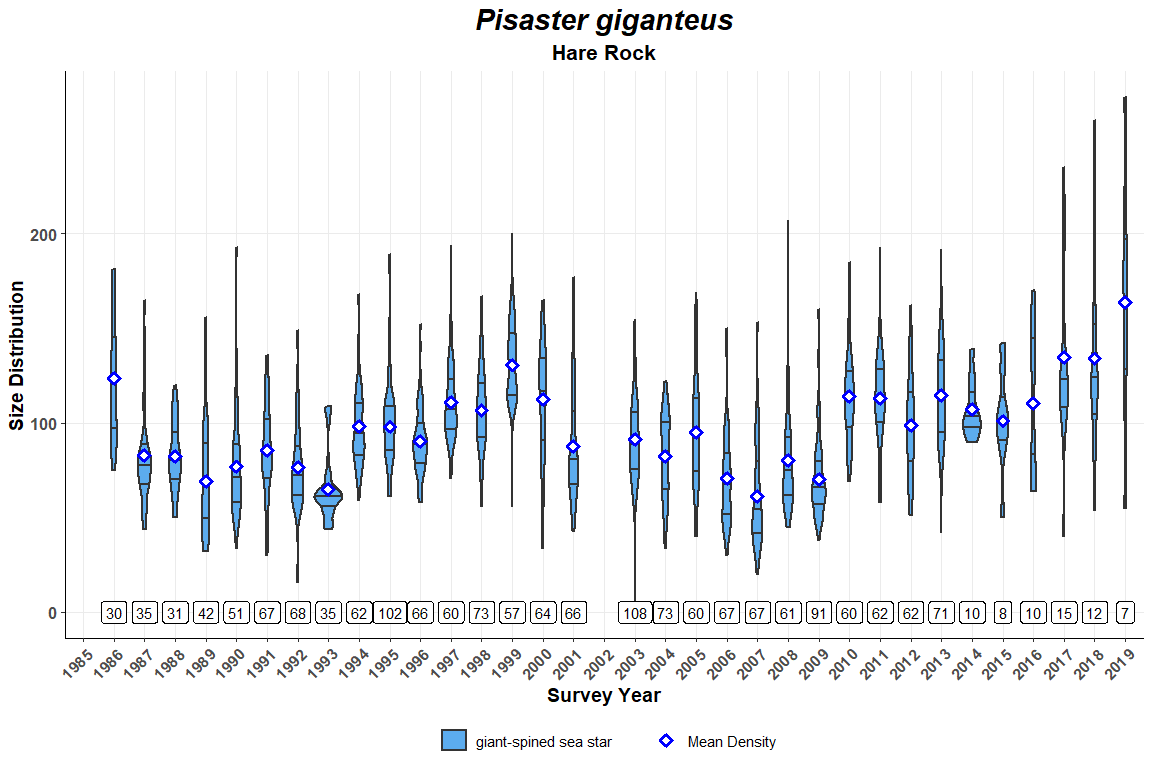 Pisaster giganteus
Hare Rock
Size Distribution
200
100
0
30 35 31 42 51 67 68 35 62 102 66 60 73 57 64 66 108 73 60 67 67 61 91 60 62 62 71 10 8 10 15 12 7
1985 1986 1987 1988 1989 1990 1991 1992 1993 1994 1995 1996 1997 1998 1999 2000 2001 2002 2003 2004 2005 2006 2007 2008 2009 2010 2011 2012 2013 2014 2015 2016 2017 2018 2019
Survey Year
giant-spined sea star Mean Density